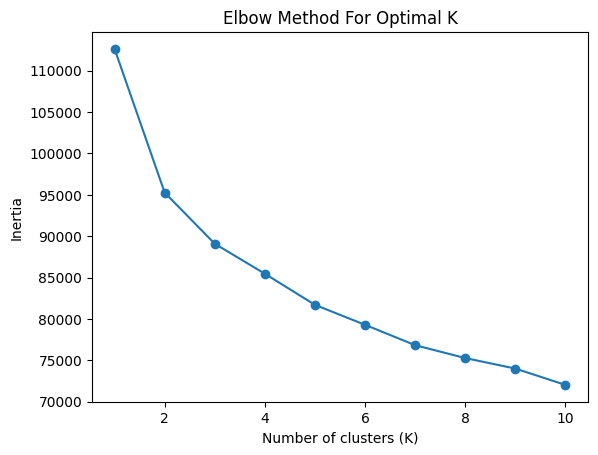 Elbow Method For Optimal K
Inertia
110000
105000
100000
95000
90000
85000
80000
75000
70000
2 4 6 8 10
Number of clusters (K)